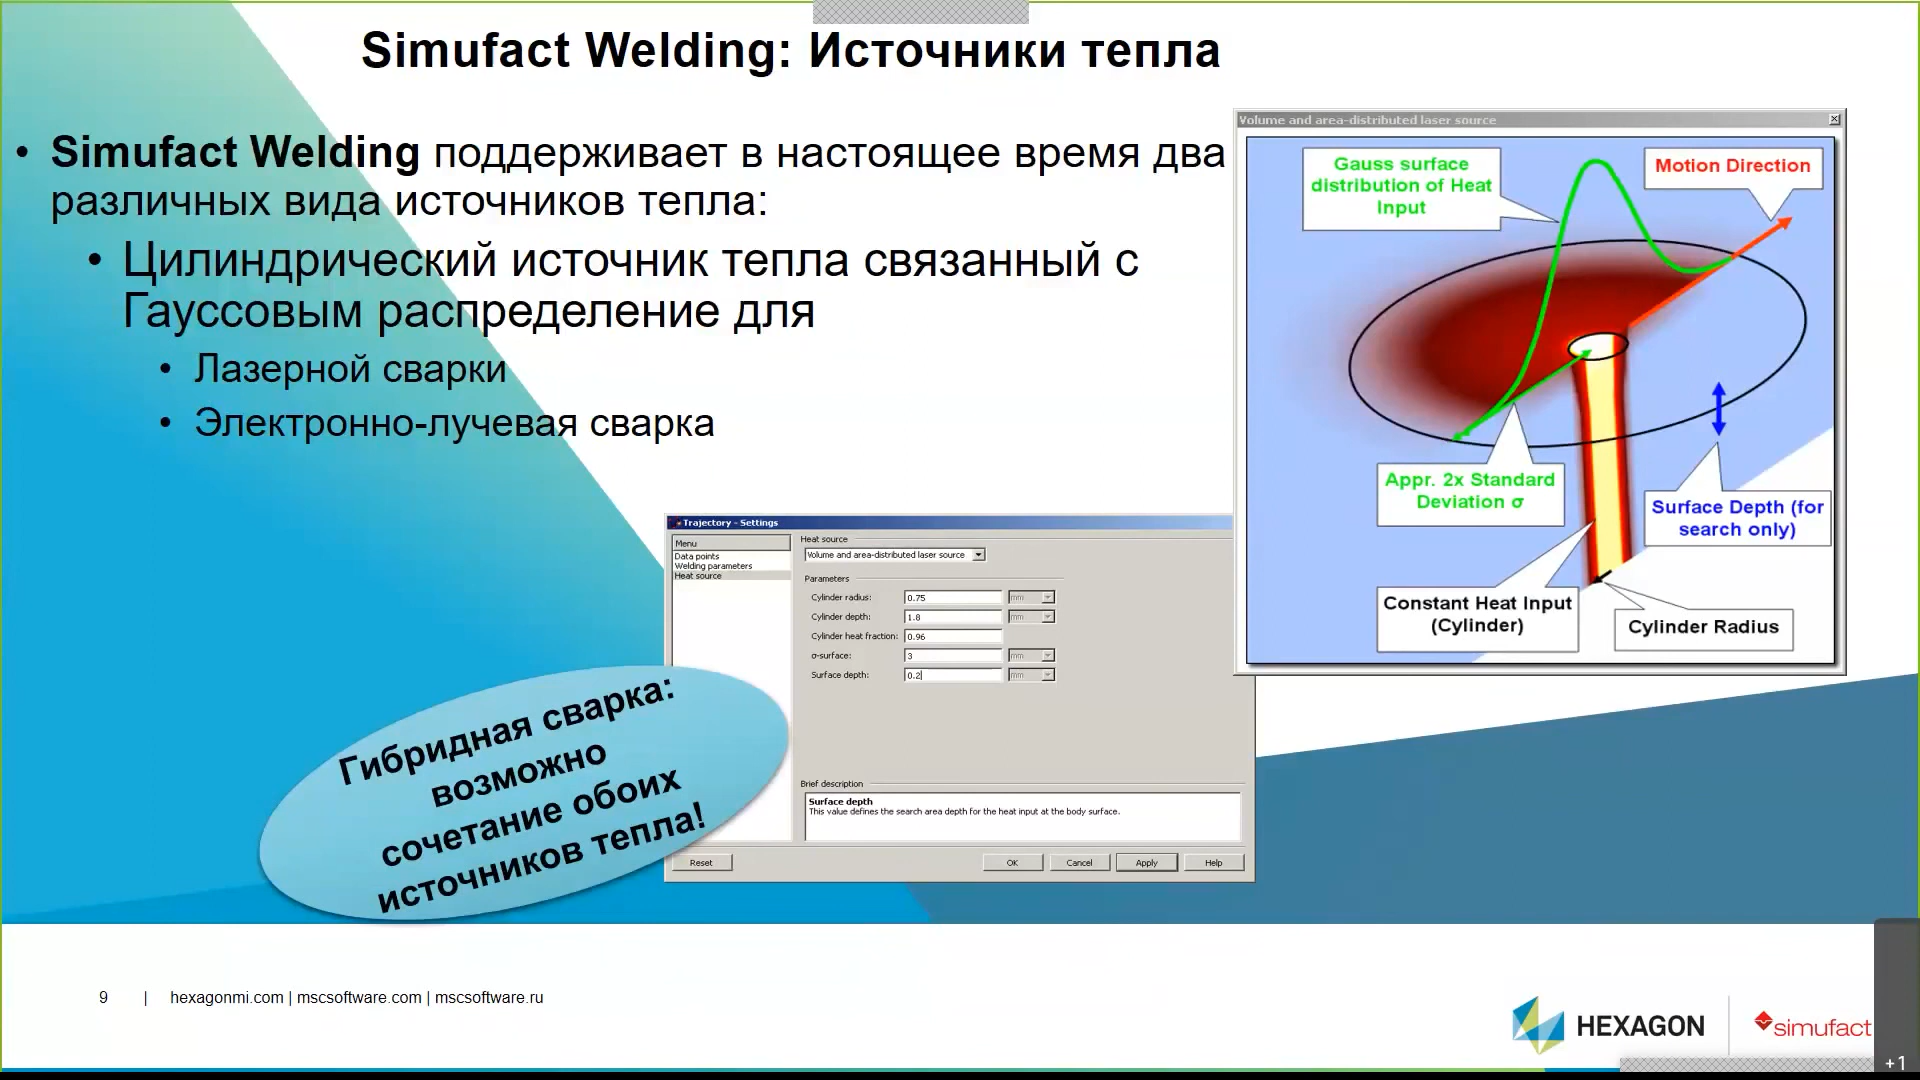 Simufact Welding: Источники тепла
• Simufact Welding поддерживает в настоящее время два
различных вида источников тепла:
• Цилиндрический источник тепла связанный с
Гауссовым распределение для
• Лазерной сварки
• Электронно-лучевая сварка
Volume and area-distributed laser source
Gauss surface
distribution of Heat
Input
Motion Direction
Appr. 2x Standard
Deviation σ
Surface Depth (for
search only)
Constant Heat Input
(Cylinder)
Cylinder Radius
Trajectory - Settings
Menu
Data points
Welding parameters
Heat source
Heat source
Volume and area-distributed laser source
Parameters
Cylinder radius: 0.75 mm
Cylinder depth: 1.8 mm
Cylinder heat fraction: 0.96
σ-surface: 3 mm
Surface depth: 0.2 mm
Brief description
Surface depth
This value defines the search area depth for the heat input at the body surface.
Reset OK Cancel Apply Help
Гибридная сварка:
возможно
сочетание обоих
источников тепла!
9 | hexagonmi.com | mscsoftware.com | mscsoftware.ru
HEXAGON
simufact
+1